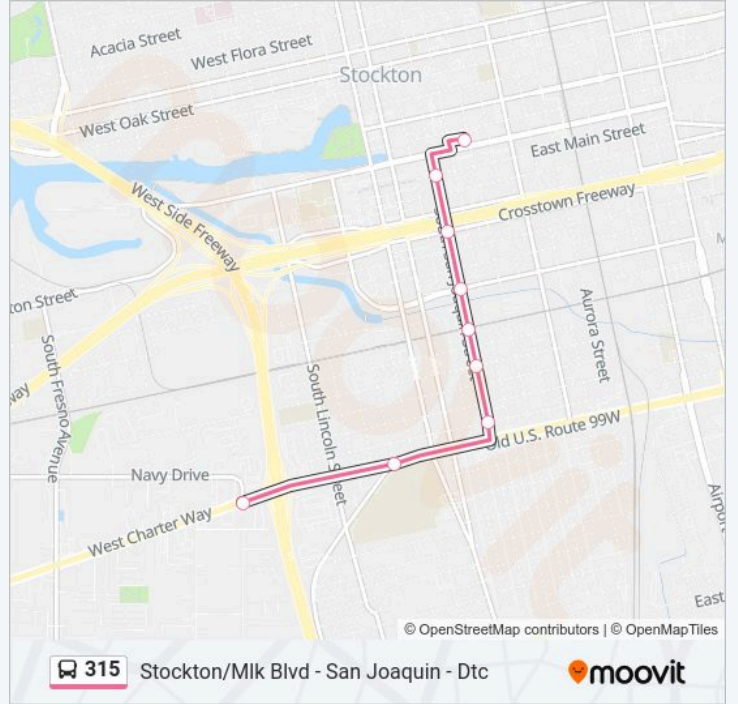 Acacia Street
West Flora Street
Stockton
West Oak Street
East Main Street
West Side Freeway
Crosstown Freeway
ton Street
Aurora Street
way
South Fresno Avenue
South Lincoln Street
Old U.S. Route 99W
Navy Drive
West Charter Way
Airport
East
© OpenStreetMap contributors | © OpenMapTiles
315 Stockton/Mlk Blvd - San Joaquin - Dtc
moovit